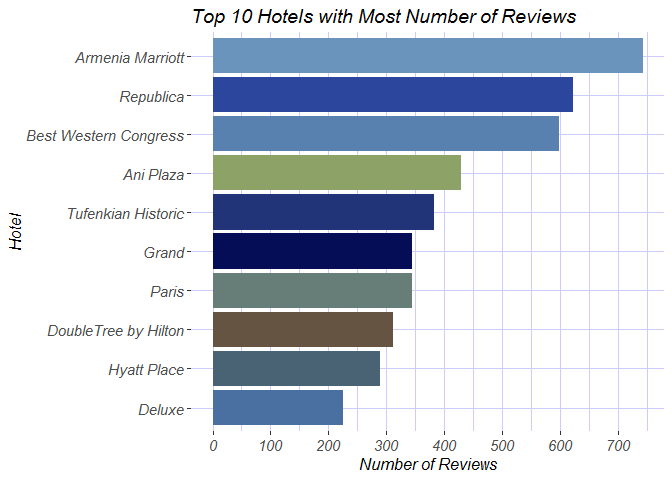 Top 10 Hotels with Most Number of Reviews
Hotel
Armenia Marriott
Republica
Best Western Congress
Ani Plaza
Tufenkian Historic
Grand
Paris
DoubleTree by Hilton
Hyatt Place
Deluxe
0 100 200 300 400 500 600 700
Number of Reviews